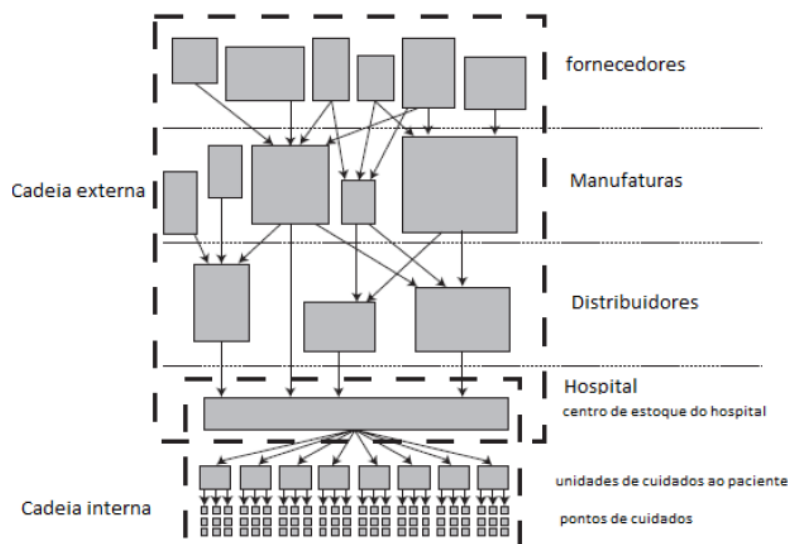 fornecedores
Cadeia externa
Manufaturas
Distribuidores
Hospital
centro de estoque do hospital
unidades de cuidados ao paciente
Cadeia interna
pontos de cuidados